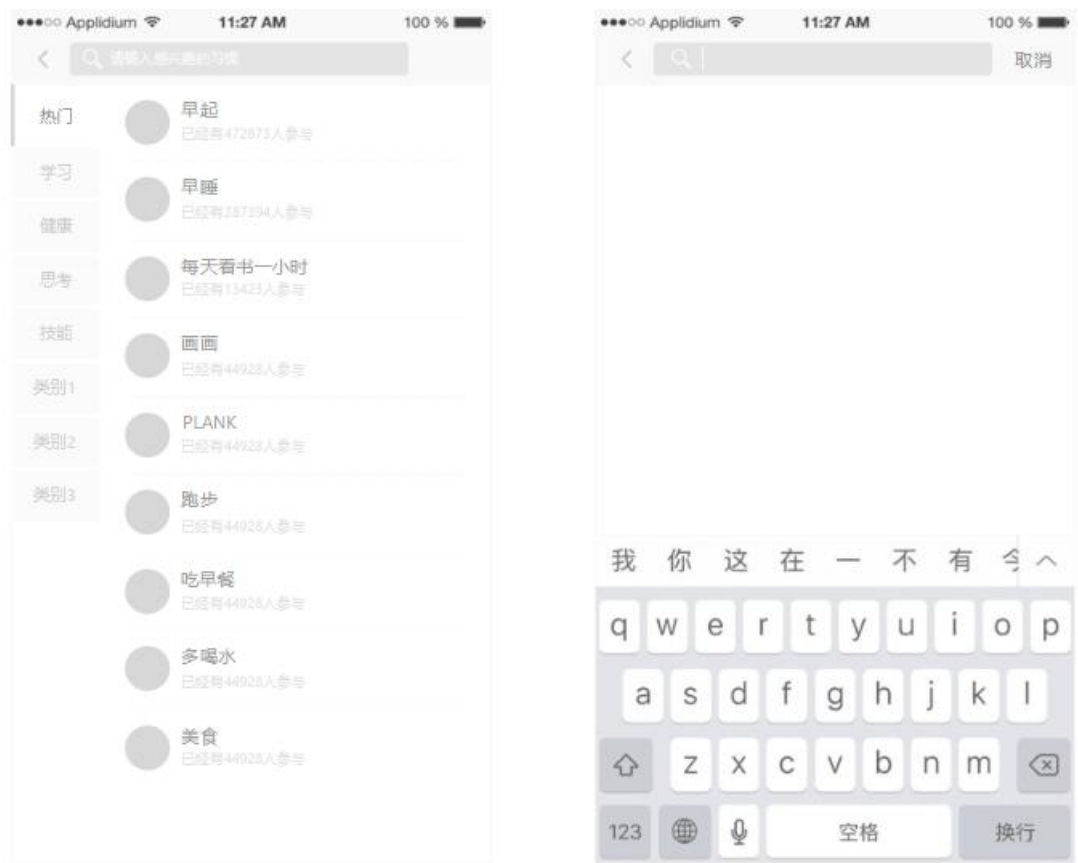 Applidium 11:27 AM 100 %
请输入感兴趣的习惯
热门
学习
健康
思考
技能
类别1
类别2
类别3
早起
已经有472873人参与
早睡
已经有287394人参与
每天看书一小时
已经有13423人参与
画画
已经有44928人参与
PLANK
已经有44928人参与
跑步
已经有44928人参与
吃早餐
已经有44928人参与
多喝水
已经有44928人参与
美食
已经有44928人参与
Applidium 11:27 AM 100 %
取消
我 你 这 在 一 不 有 今
q w e r t y u i o p
a s d f g h j k l
z x c v b n m
123 空格 换行